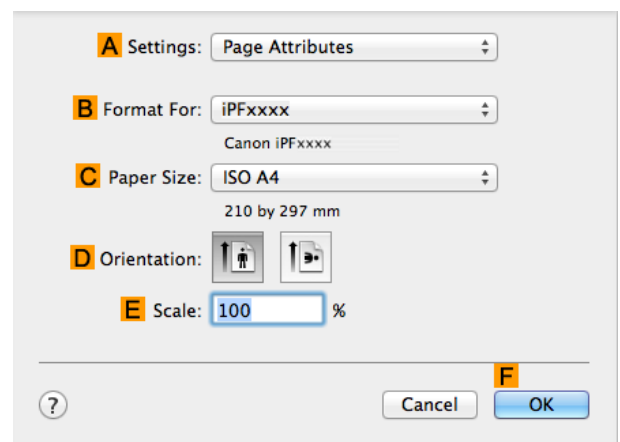 A Settings: Page Attributes
B Format For: iPFxxxx
Canon iPFxxxx
C Paper Size: ISO A4
210 by 297 mm
D Orientation:
E Scale: 100 %
F
? Cancel OK